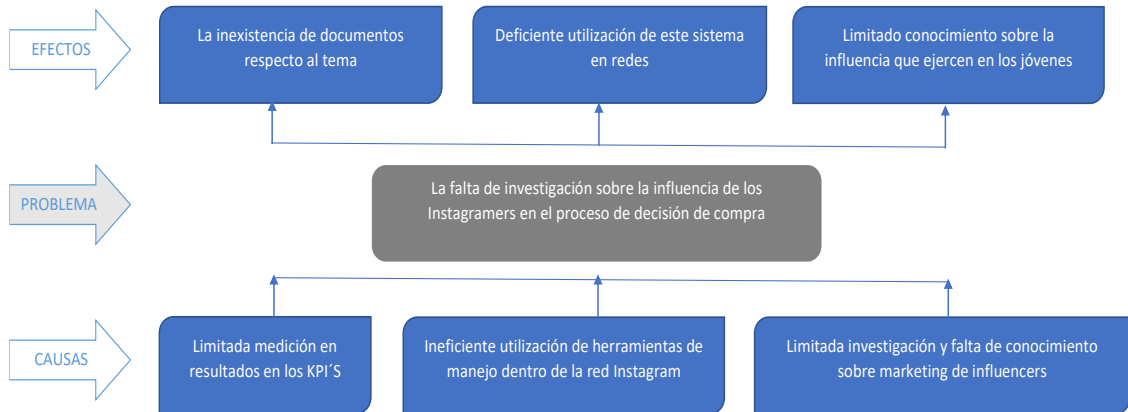 EFECTOS
La inexistencia de documentos
respecto al tema
Deficiente utilización de este sistema
en redes
Limitado conocimiento sobre la
influencia que ejercen en los jóvenes
PROBLEMA
La falta de investigación sobre la influencia de los
Instagramers en el proceso de decisión de compra
CAUSAS
Limitada medición en
resultados en los KPI´S
Ineficiente utilización de herramientas de
manejo dentro de la red Instagram
Limitada investigación y falta de conocimiento
sobre marketing de influencers